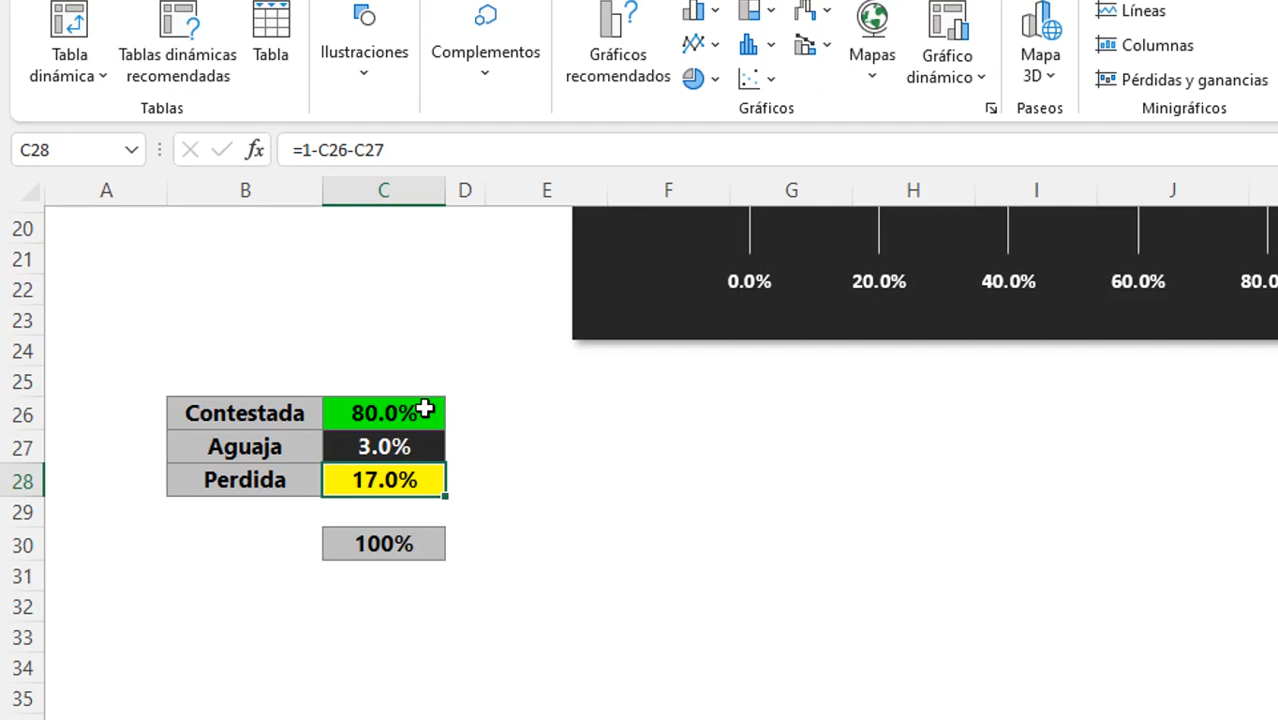 Tabla dinámica
Tablas dinámicas recomendadas
Tabla
Ilustraciones
Complementos
Gráficos recomendados
Mapas
Gráfico dinámico
Mapa 3D
Líneas
Columnas
Pérdidas y ganancias
Tablas
Gráficos
Paseos
Minigráficos
C28
fx
=1-C26-C27
A B C D E F G H I J
20
21
22
0.0% 20.0% 40.0% 60.0% 80.0
23
24
25
26 Contestada 80.0%
27 Aguaja 3.0%
28 Perdida 17.0%
29
30 100%
31
32
33
34
35